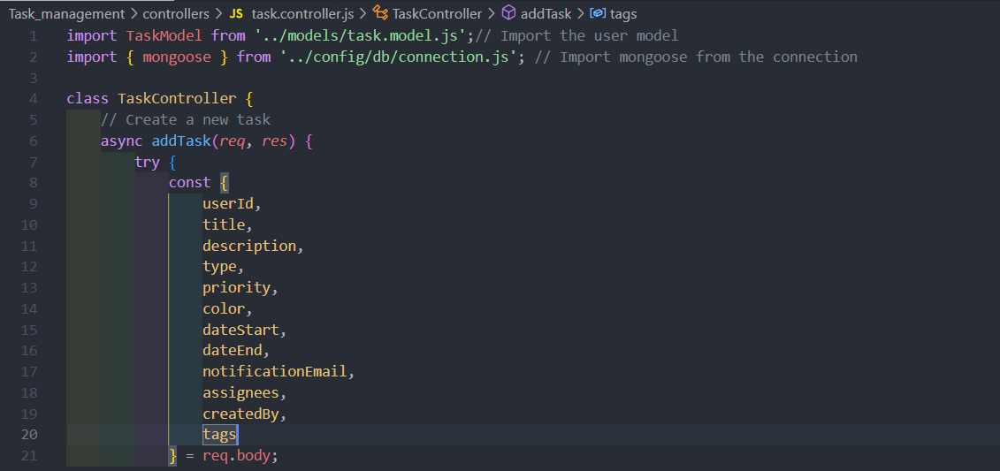 Task_management > controllers > JS task.controller.js > TaskController > addTask > tags
1 import TaskModel from '../models/task.model.js';// Import the user model
2 import { mongoose } from '../config/db/connection.js'; // Import mongoose from the connection
3
4 class TaskController {
5 // Create a new task
6 async addTask(req, res) {
7 try {
8 const {
9 userId,
10 title,
11 description,
12 type,
13 priority,
14 color,
15 dateStart,
16 dateEnd,
17 notificationEmail,
18 assignees,
19 createdBy,
20 tags
21 } = req.body;